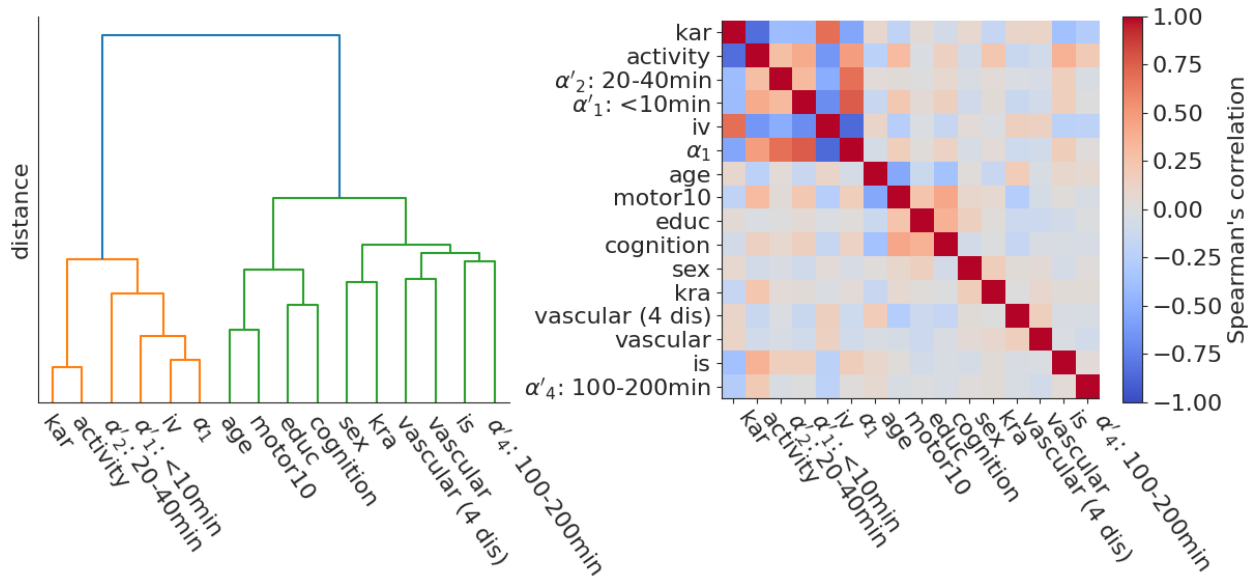 distance
kar
activity
α′₂: 20-40min
α′₁: <10min
iv
α₁
age
motor10
educ
cognition
sex
kra
vascular (4 dis)
vascular
is
α′₄: 100-200min
kar
activity
α′₂: 20-40min
α′₁: <10min
iv
α₁
age
motor10
educ
cognition
sex
kra
vascular (4 dis)
vascular
is
α′₄: 100-200min
kar
activity
α′₂: 20-40min
α′₁: <10min
iv
α₁
age
motor10
educ
cognition
sex
kra
vascular (4 dis)
vascular
is
α′₄: 100-200min
1.00
0.75
0.50
0.25
0.00
−0.25
−0.50
−0.75
−1.00
Spearman's correlation